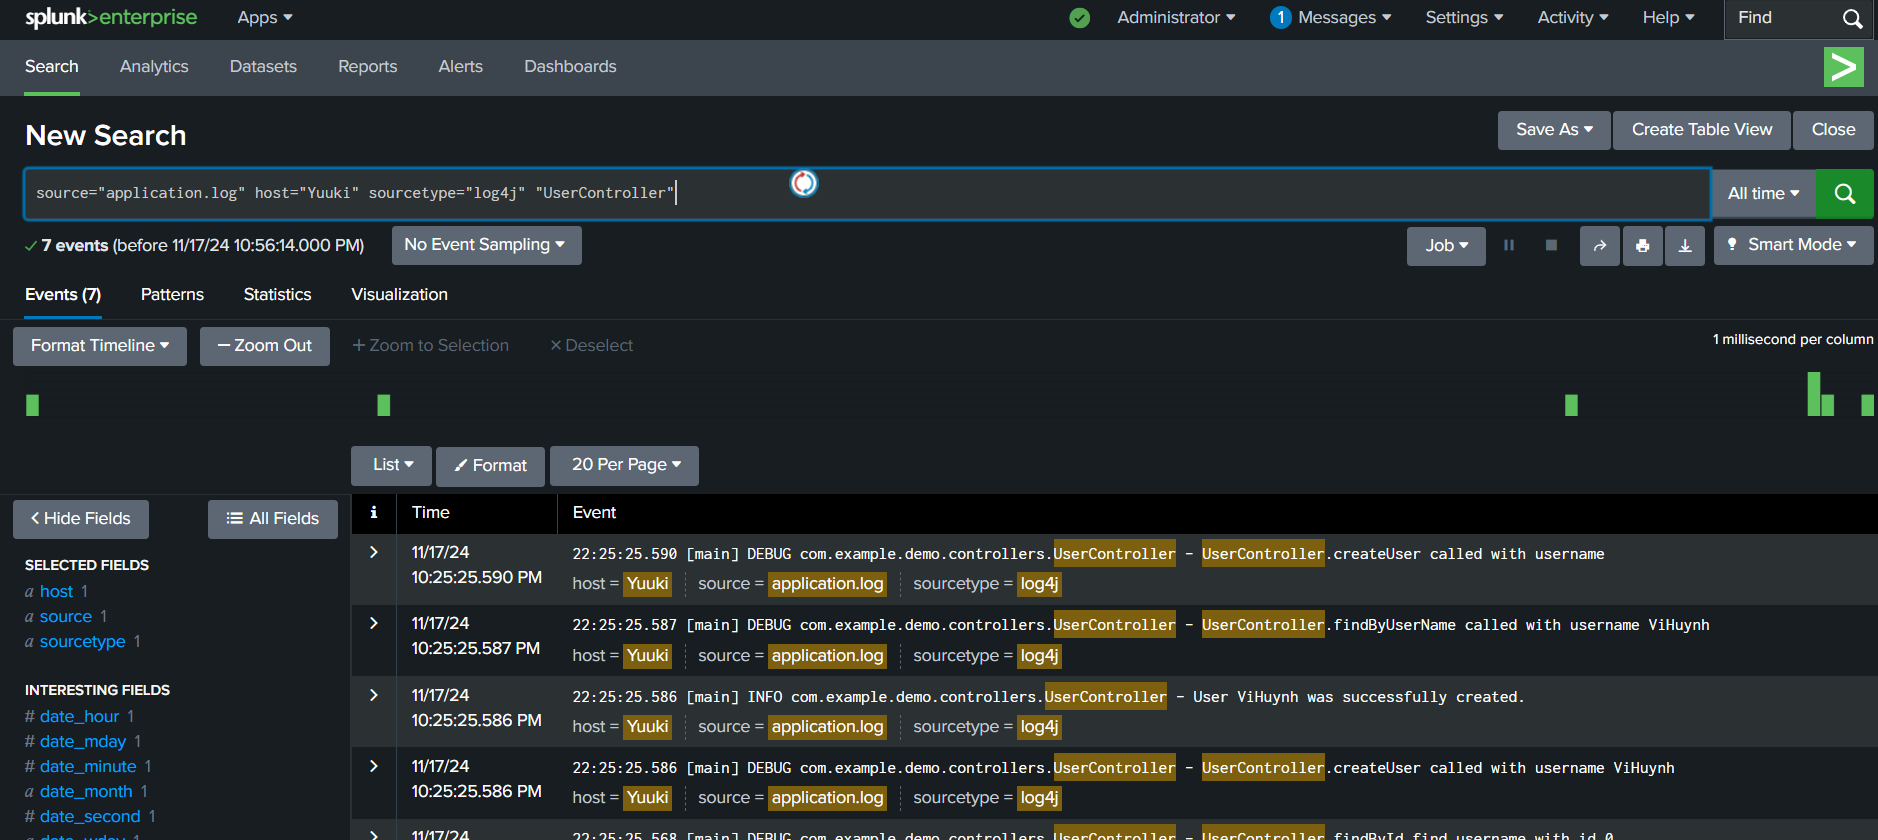 splunk>enterprise Apps Administrator 1 Messages Settings Activity Help Find
Search Analytics Datasets Reports Alerts Dashboards >
New Search Save As Create Table View Close
source="application.log" host="Yuuki" sourcetype="log4j" "UserController" All time
✓ 7 events (before 11/17/24 10:56:14.000 PM) No Event Sampling Job Smart Mode
Events (7) Patterns Statistics Visualization
Format Timeline — Zoom Out + Zoom to Selection × Deselect 1 millisecond per column
List Format 20 Per Page
< Hide Fields All Fields
SELECTED FIELDS
a host 1
a source 1
a sourcetype 1
INTERESTING FIELDS
# date_hour 1
# date_mday 1
# date_minute 1
a date_month 1
# date_second 1
a date_wday 1
i Time Event
> 11/17/24
10:25:25.590 PM
22:25:25.590 [main] DEBUG com.example.demo.controllers.UserController - UserController.createUser called with username
host = Yuuki source = application.log sourcetype = log4j
> 11/17/24
10:25:25.587 PM
22:25:25.587 [main] DEBUG com.example.demo.controllers.UserController - UserController.findByUserName called with username ViHuynh
host = Yuuki source = application.log sourcetype = log4j
> 11/17/24
10:25:25.586 PM
22:25:25.586 [main] INFO com.example.demo.controllers.UserController - User ViHuynh was successfully created.
host = Yuuki source = application.log sourcetype = log4j
> 11/17/24
10:25:25.586 PM
22:25:25.586 [main] DEBUG com.example.demo.controllers.UserController - UserController.createUser called with username ViHuynh
host = Yuuki source = application.log sourcetype = log4j
> 11/17/24
22:25:25.568 [main] DEBUG com.example.demo.controllers.UserController - UserController.findById find username with id 0